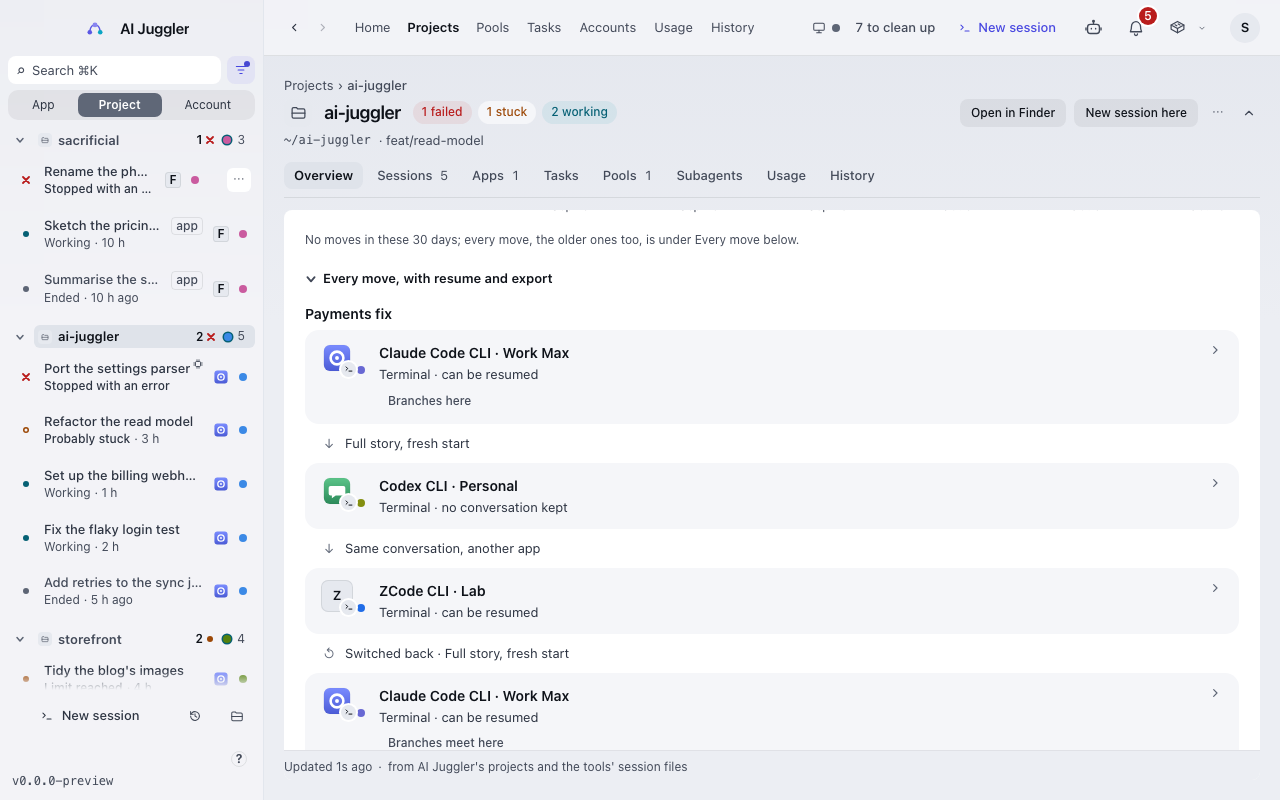 AI Juggler
Search ⌘K
App
Project
Account
sacrificial
1
3
Rename the ph...
Stopped with an ...
F
Sketch the pricin...
app
Working · 10 h
F
Summarise the s...
app
Ended · 10 h ago
F
ai-juggler
2
5
Port the settings parser
Stopped with an error
Refactor the read model
Probably stuck · 3 h
Set up the billing webh...
Working · 1 h
Fix the flaky login test
Working · 2 h
Add retries to the sync j...
Ended · 5 h ago
storefront
2
4
Tidy the blog's images
Limit reached · 4 h
New session
?
v0.0.0-preview
Home
Projects
Pools
Tasks
Accounts
Usage
History
7 to clean up
New session
5
S
Projects › ai-juggler
ai-juggler
1 failed
1 stuck
2 working
Open in Finder
New session here
~/ai-juggler · feat/read-model
Overview
Sessions 5
Apps 1
Tasks
Pools 1
Subagents
Usage
History
No moves in these 30 days; every move, the older ones too, is under Every move below.
Every move, with resume and export
Payments fix
Claude Code CLI · Work Max
Terminal · can be resumed
Branches here
Full story, fresh start
Codex CLI · Personal
Terminal · no conversation kept
Same conversation, another app
Z
ZCode CLI · Lab
Terminal · can be resumed
Switched back · Full story, fresh start
Claude Code CLI · Work Max
Terminal · can be resumed
Branches meet here
Updated 1s ago · from AI Juggler's projects and the tools' session files